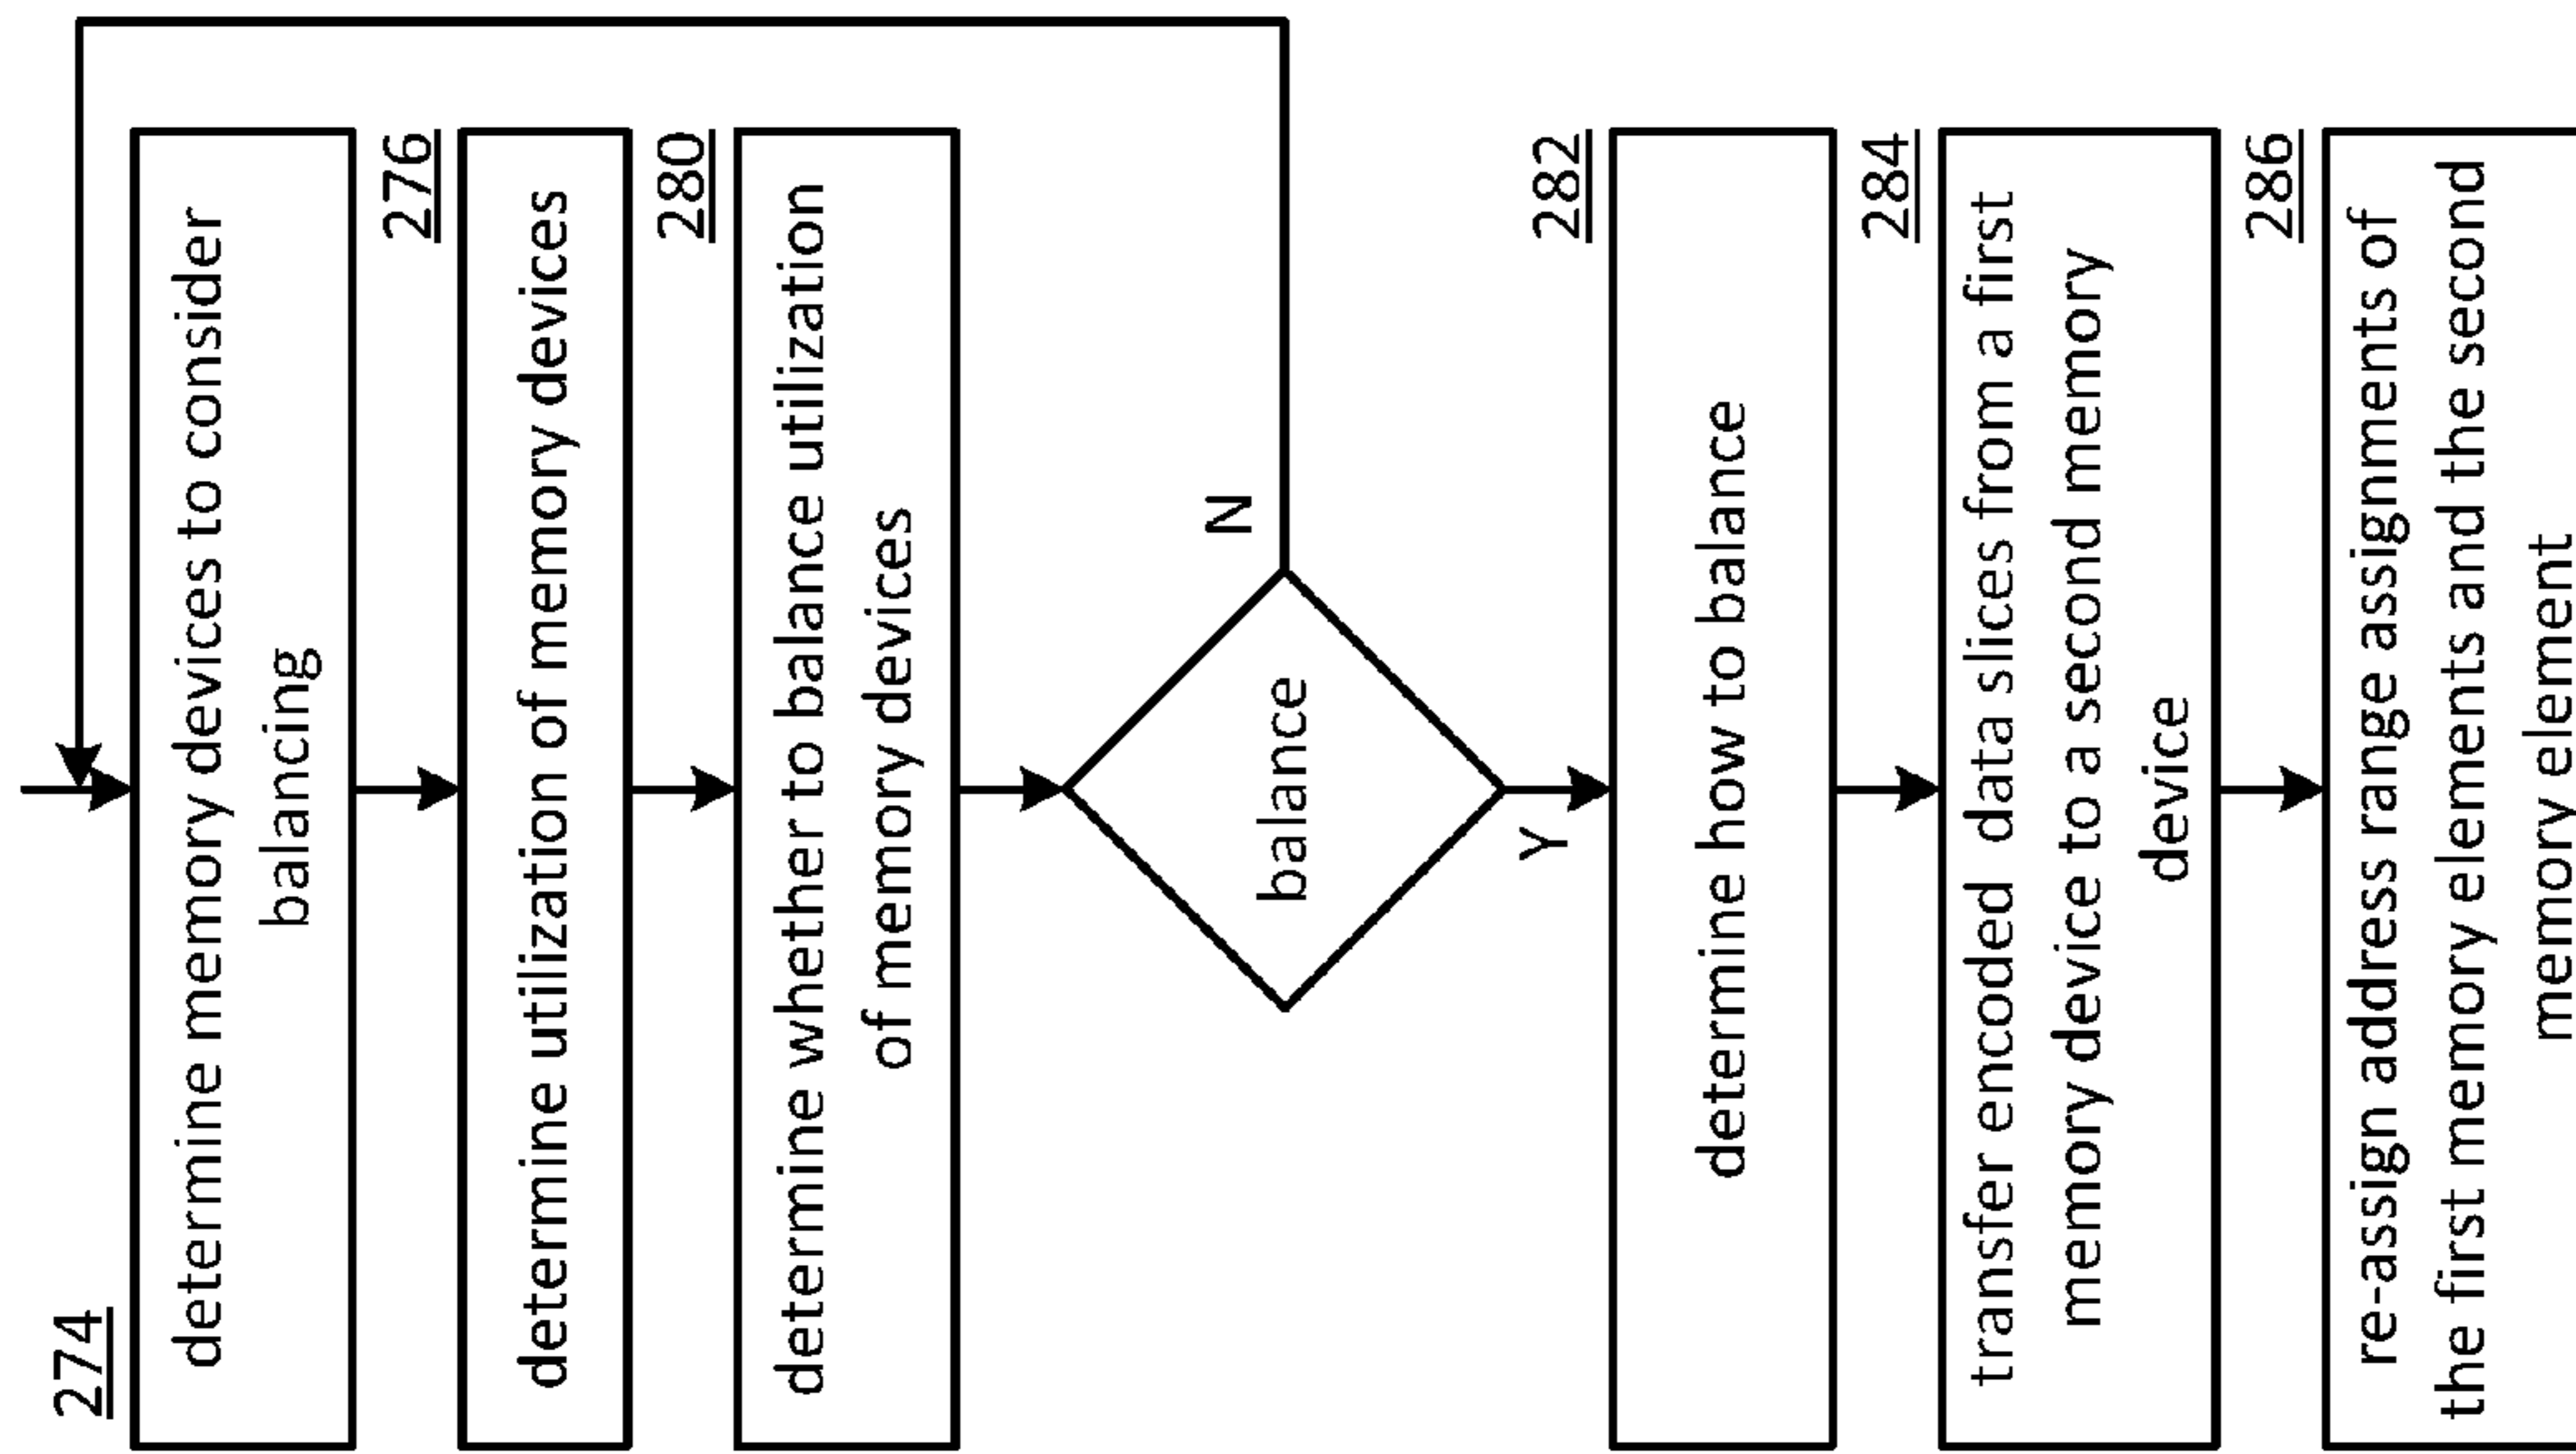 274
determine memory devices to consider
balancing
276
determine utilization of memory devices
280
determine whether to balance utilization
of memory devices
balance
N
Y
282
determine how to balance
284
transfer encoded data slices from a first
memory device to a second memory
device
286
re-assign address range assignments of
the first memory elements and the second
memory element